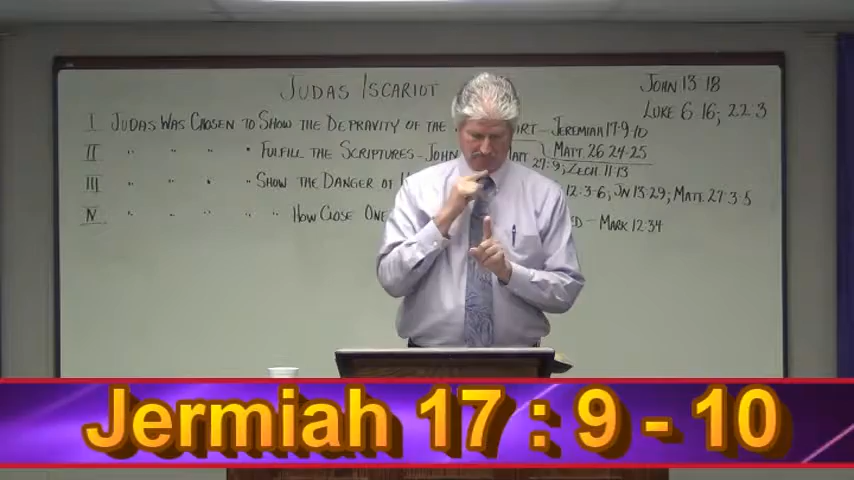 JUDAS ISCARIOT
JOHN 13:18
LUKE 6:16; 22:3
I JUDAS WAS CHOSEN TO SHOW THE DEPRAVITY OF THE RT - JEREMIAH 17:9-10
II " " " " FULFILL THE SCRIPTURES - JOHN MATT. 26:24-25
MATT 27:9; ZECH 11:13
III " " " " SHOW THE DANGER OF 12:3-6; JN 13:29; MATT. 27:3-5
IV " " " " HOW CLOSE ONE ED - MARK 12:34
Jermiah 17 : 9 - 10